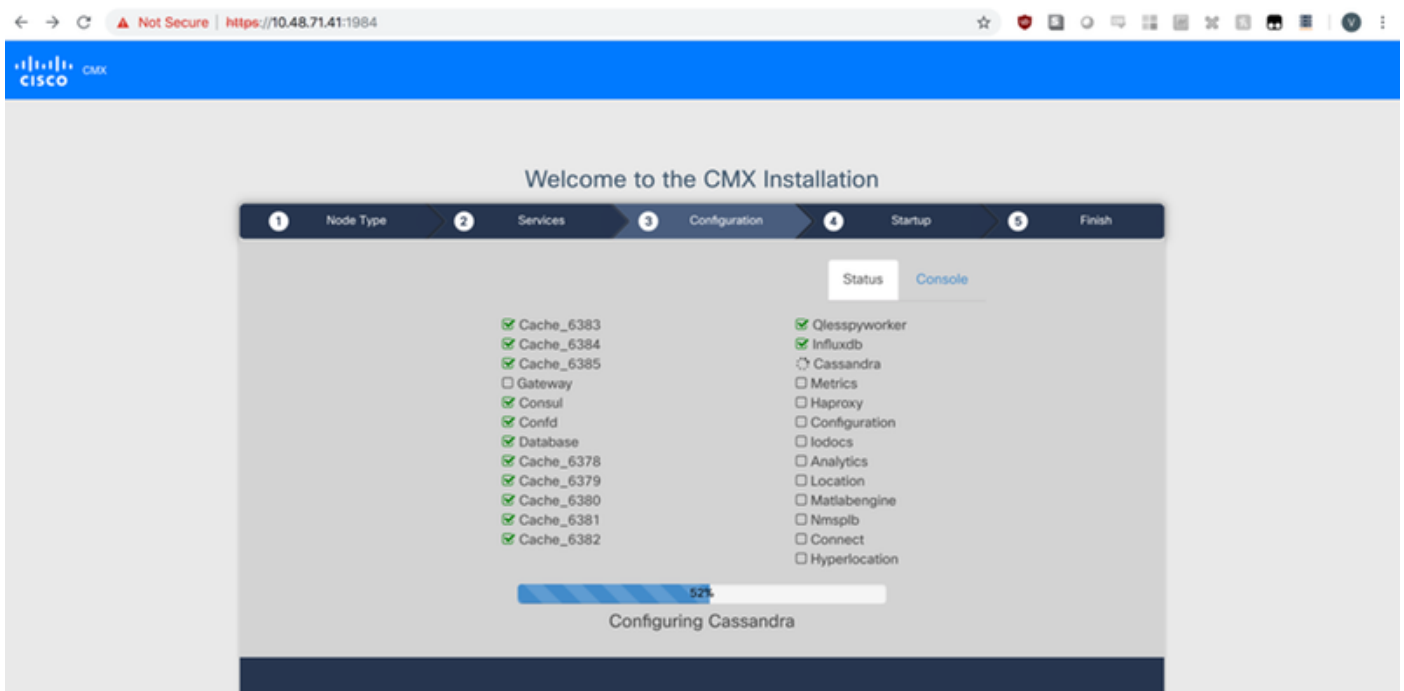 Not Secure | https://10.48.71.41:1984
V
CISCO CMX
Welcome to the CMX Installation
1 Node Type 2 Services 3 Configuration 4 Startup 5 Finish
Status Console
Cache_6383
Cache_6384
Cache_6385
Gateway
Consul
Confd
Database
Cache_6378
Cache_6379
Cache_6380
Cache_6381
Cache_6382
Qlesspyworker
Influxdb
Cassandra
Metrics
Haproxy
Configuration
Iodocs
Analytics
Location
Matlabengine
Nmsplb
Connect
Hyperlocation
52%
Configuring Cassandra